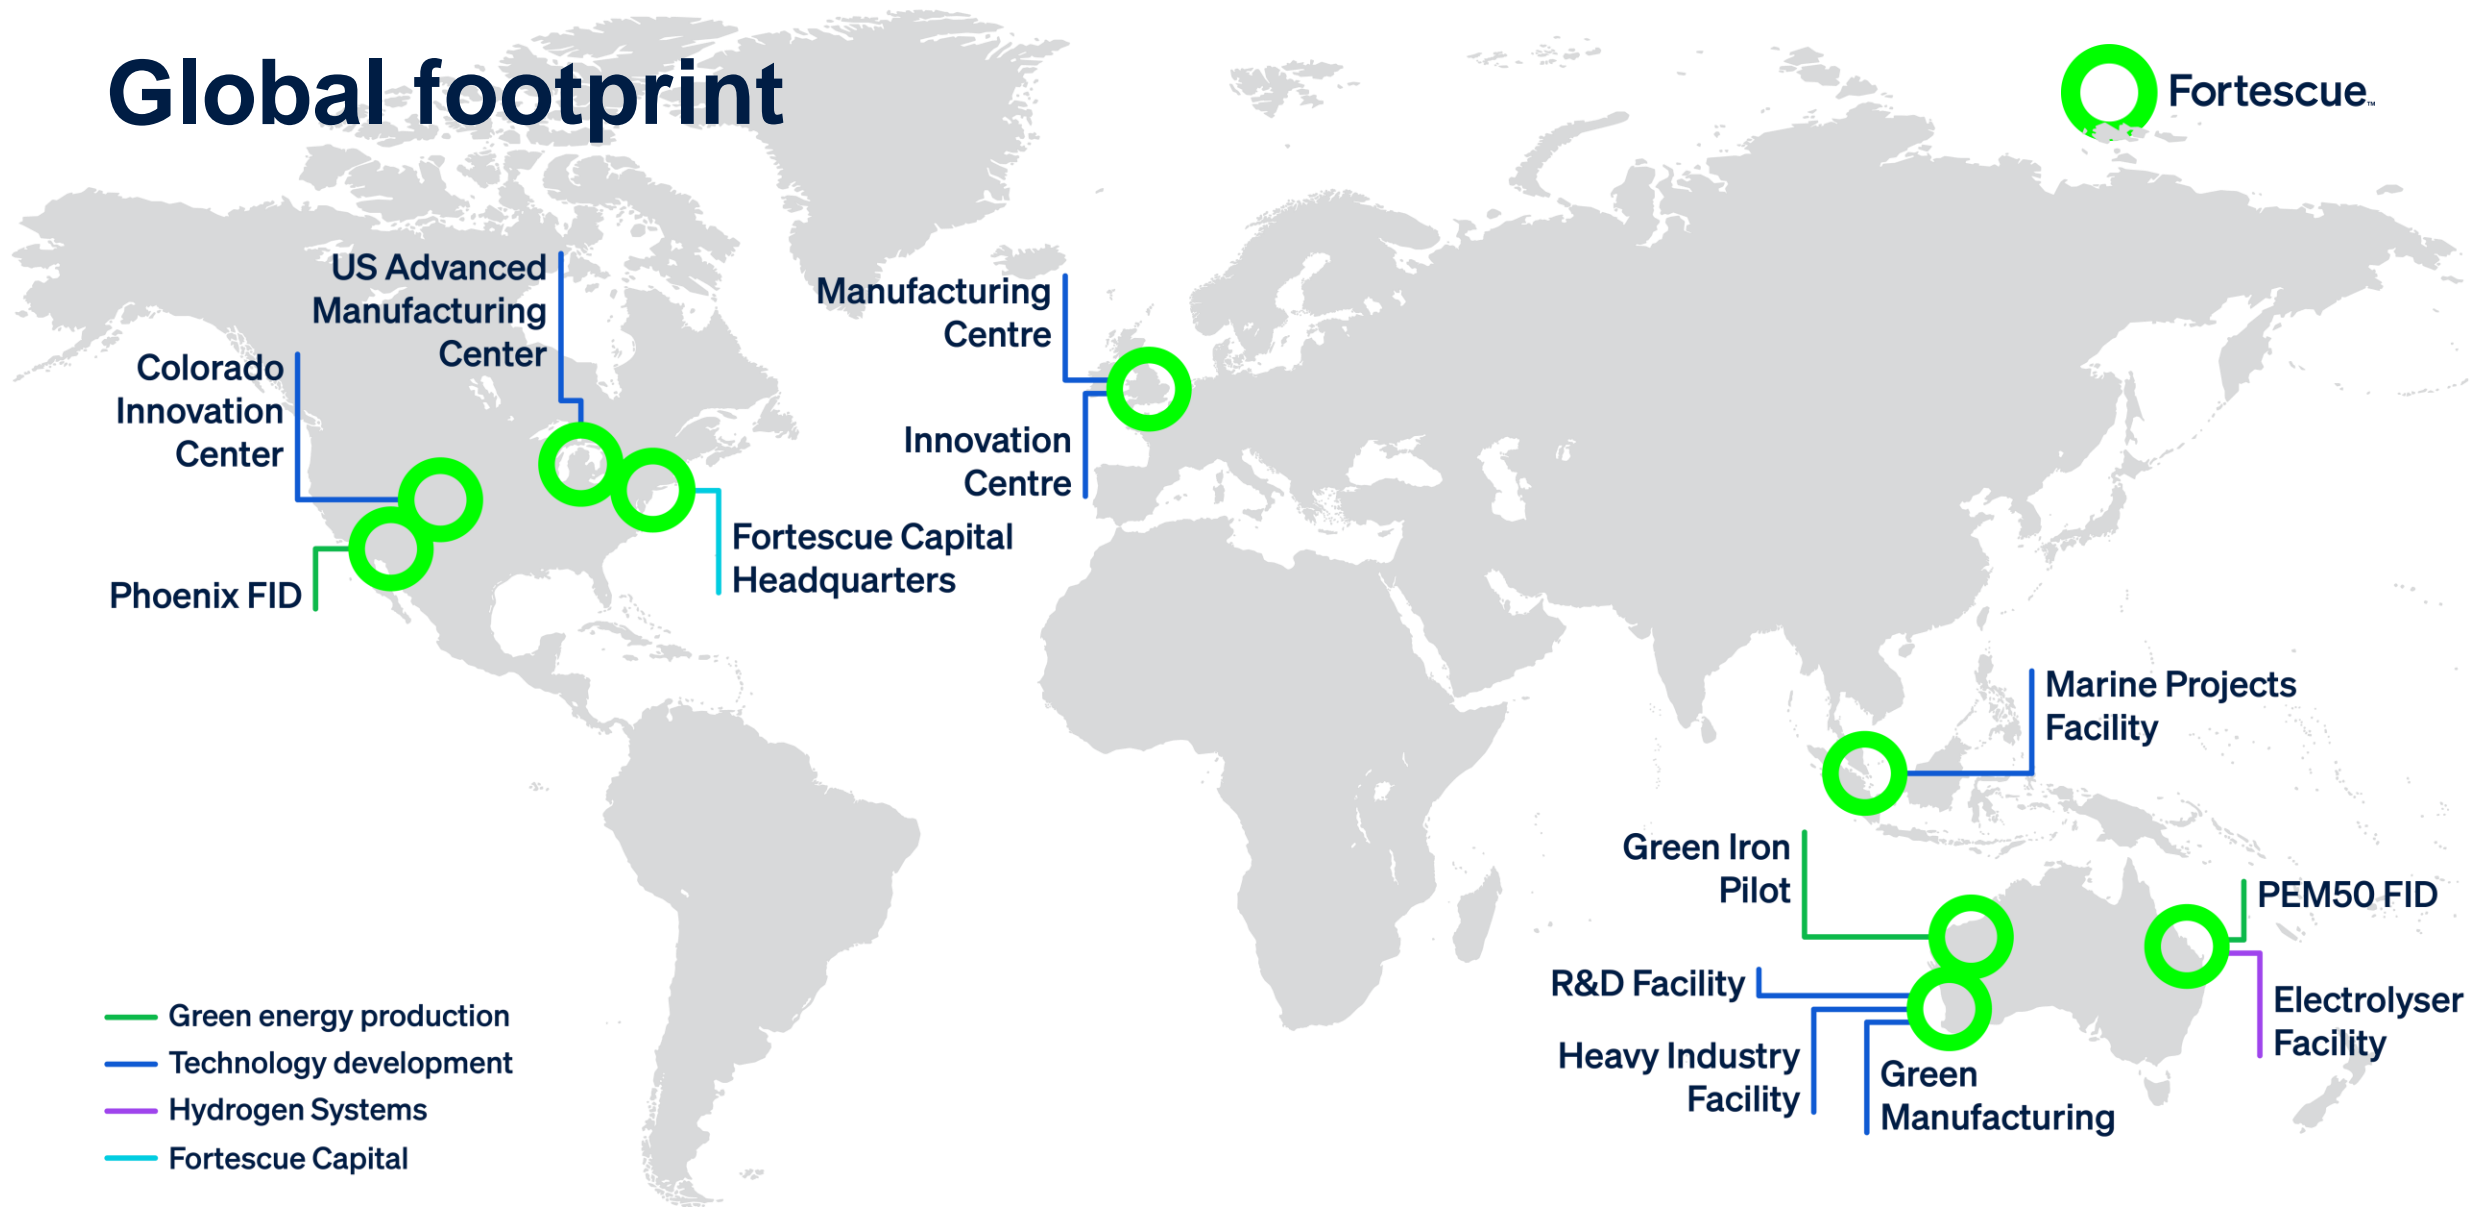 Global footprint
Fortescue™
US Advanced
Manufacturing
Center
Colorado
Innovation
Center
Phoenix FID
Fortescue Capital
Headquarters
Manufacturing
Centre
Innovation
Centre
Marine Projects
Facility
Green Iron
Pilot
PEM50 FID
R&D Facility
Electrolyser
Facility
Heavy Industry
Facility
Green
Manufacturing
Green energy production
Technology development
Hydrogen Systems
Fortescue Capital